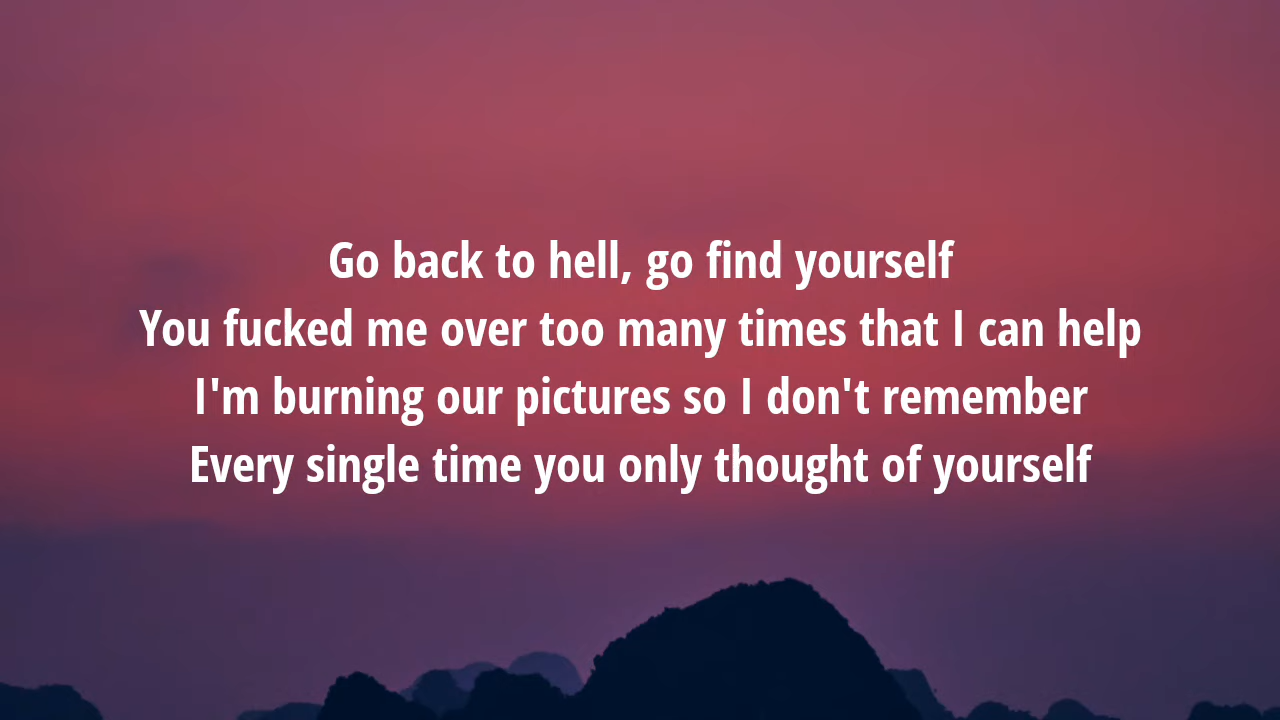 Go back to hell, go find yourself
You fucked me over too many times that I can help
I'm burning our pictures so I don't remember
Every single time you only thought of yourself